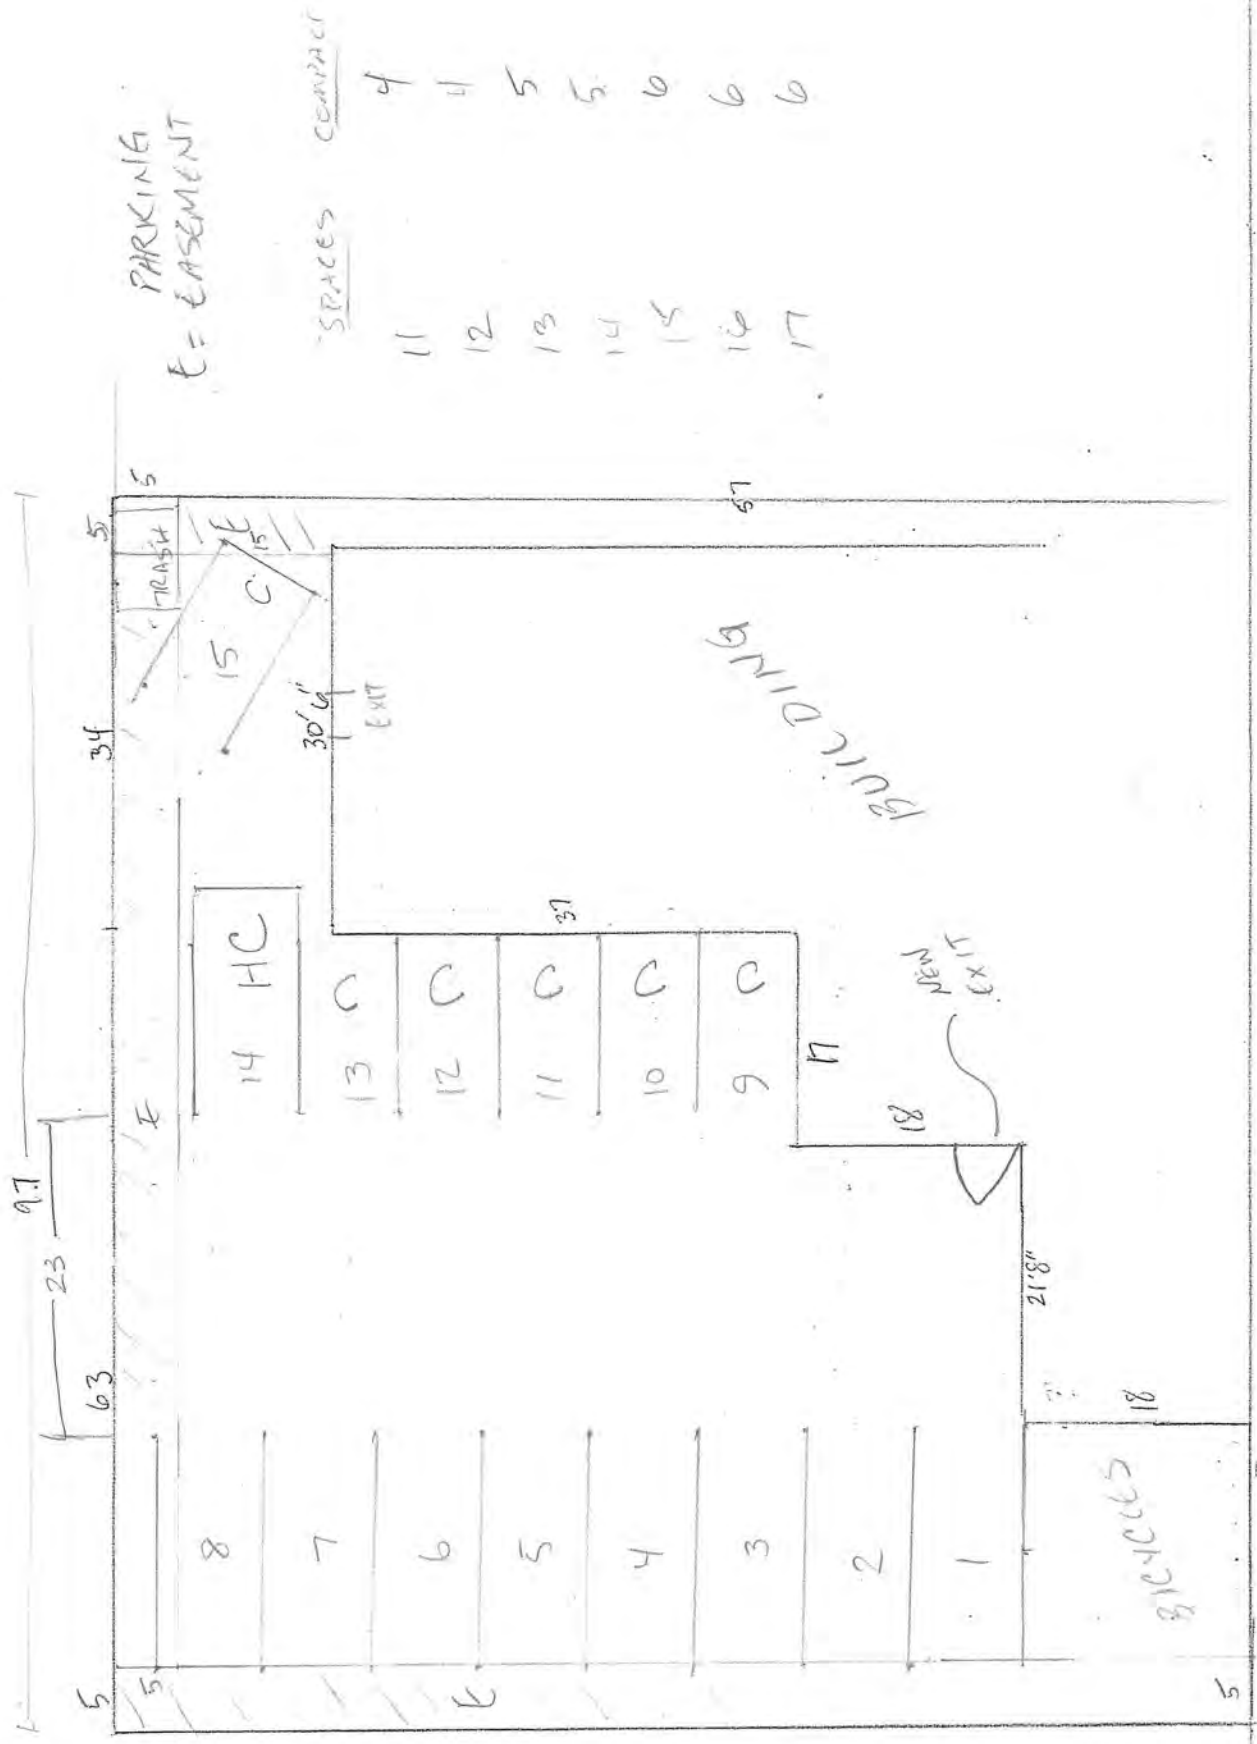 PARKING
E = EASEMENT
SPACES COMPACT
11 4
12 4
13 5
14 5
15 6
16 6
17 6
97
23
5
63
34
5
5
5
TRASH
E
E
15
8
14 HC
15 C
7
13 C
30'6"
EXIT
6
12 C
E
5
11 C
37
4
10 C
57
3
9 C
17
BUILDING
2
18
NEW
EXIT
1
21'8"
BICYCLES
18
5